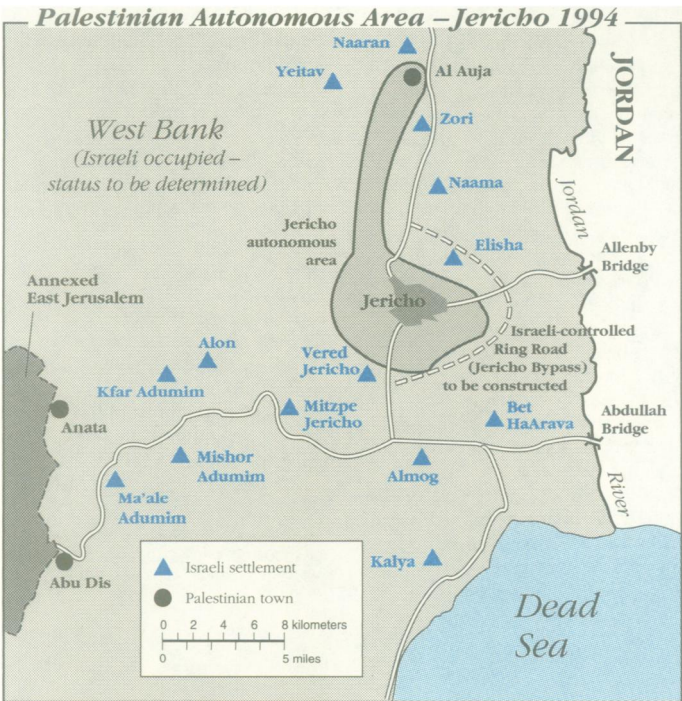 Palestinian Autonomous Area – Jericho 1994
Naaran
Yeitav
Al Auja
JORDAN
Zori
West Bank
(Israeli occupied –
status to be determined)
Naama
Jordan
Jericho
autonomous
area
Elisha
Allenby
Bridge
Annexed
East Jerusalem
Jericho
Israeli-controlled
Ring Road
(Jericho Bypass)
to be constructed
Alon
Vered
Jericho
Kfar Adumim
Mitzpe
Jericho
Bet
HaArava
Abdullah
Bridge
Anata
Mishor
Adumim
Almog
River
Ma'ale
Adumim
Kalya
Abu Dis
Israeli settlement
Palestinian town
0 2 4 6 8 kilometers
0 5 miles
Dead
Sea